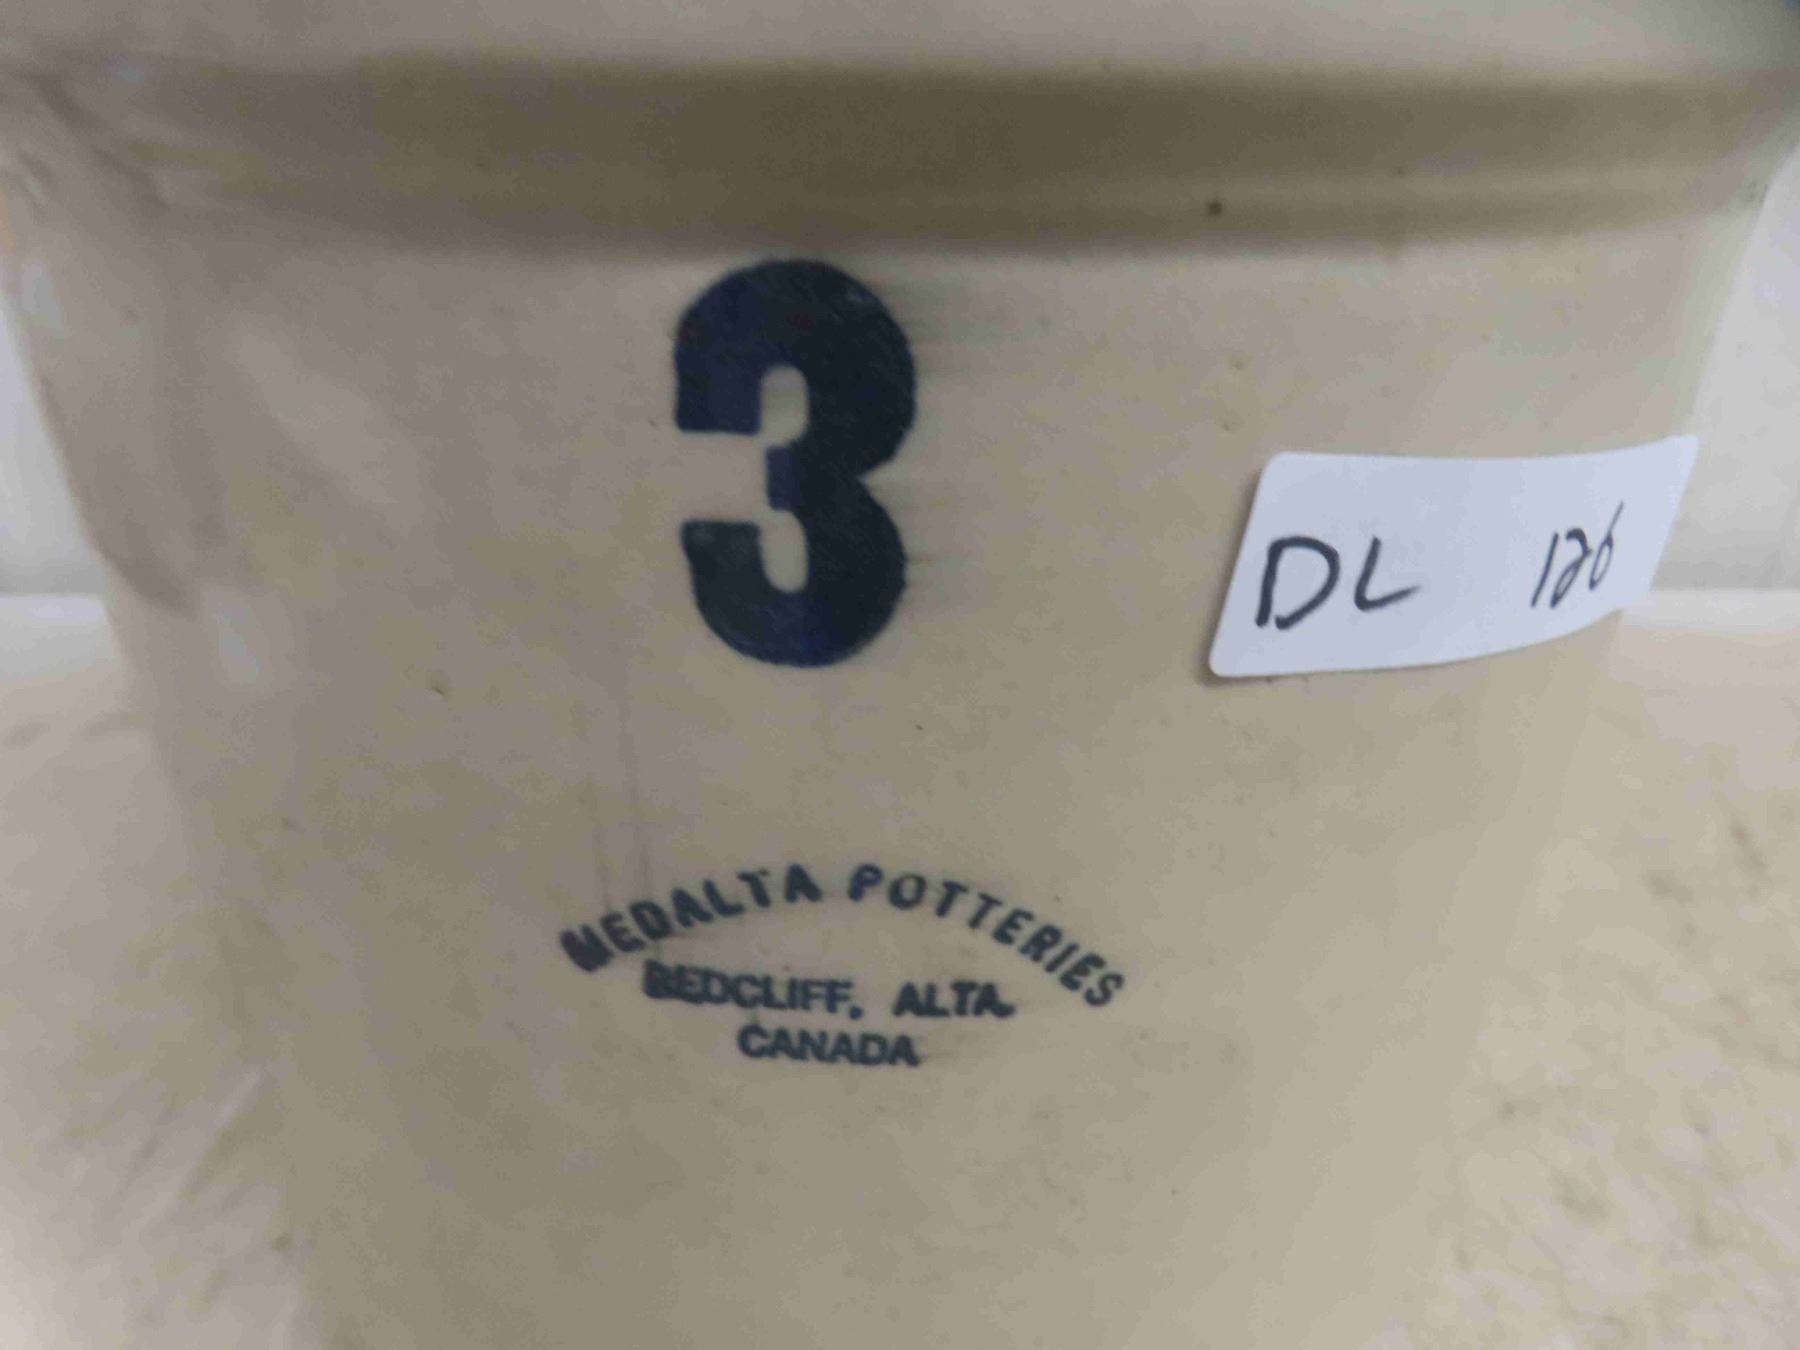 3
DL 126
MEDALTA POTTERIES
REDCLIFF, ALTA.
CANADA